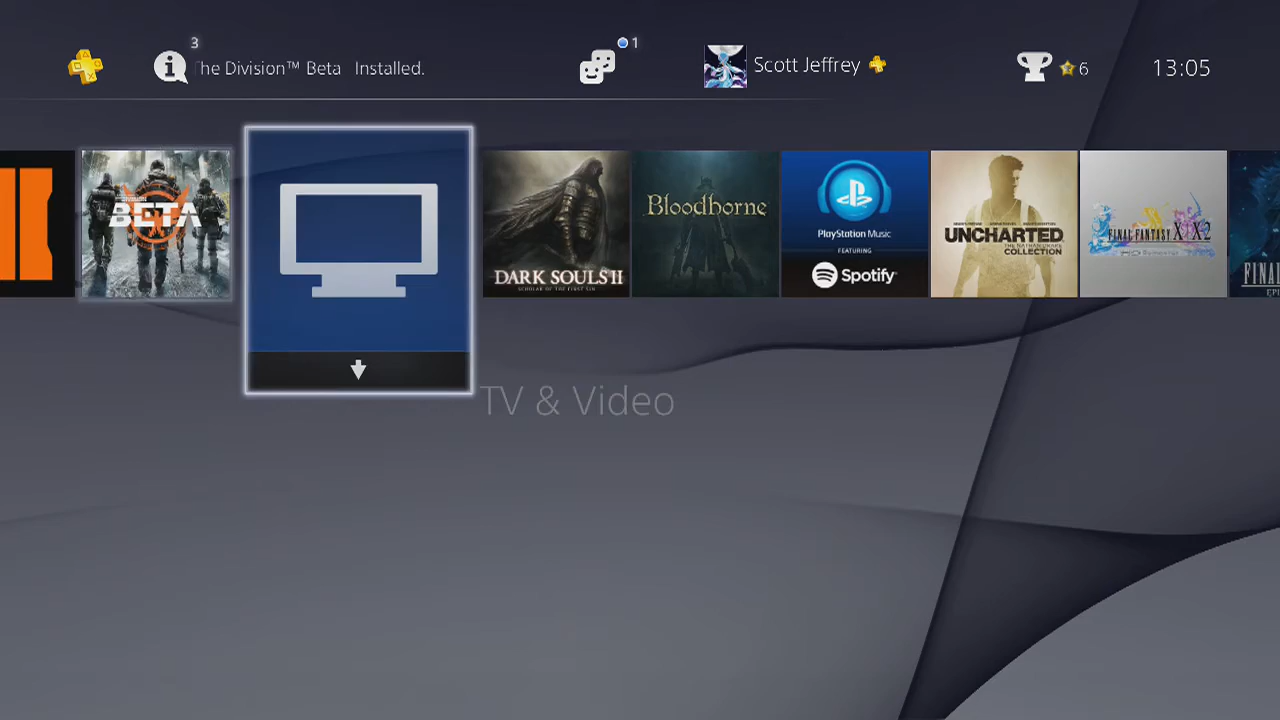 3
The Division™ Beta Installed.
1
Scott Jeffrey
6
13:05
BETA
DARK SOULS II
SCHOLAR OF THE FIRST SIN
Bloodborne
PlayStation Music
FEATURING
Spotify
UNCHARTED
THE NATHAN DRAKE
COLLECTION
FINAL FANTASY X|X-2
HD Remaster
FINAL
TV & Video